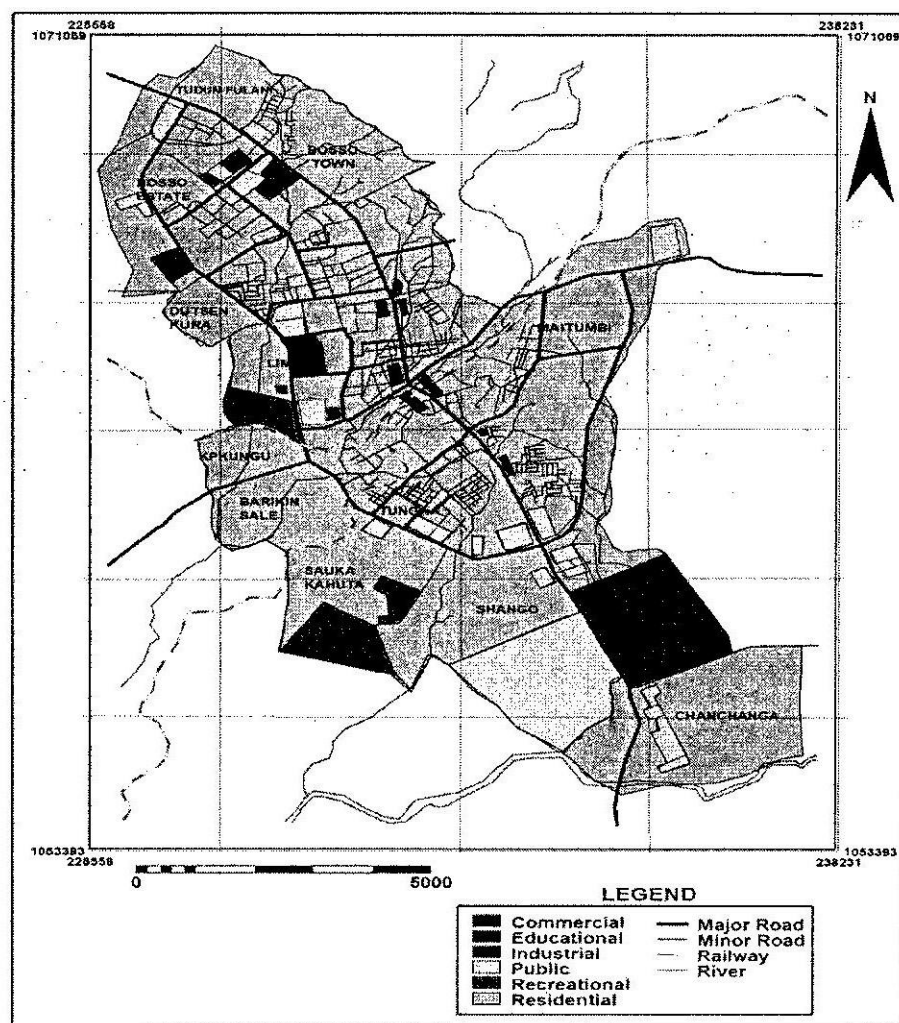 225558 238231
1071069 1071069
N
TUDUN FULANI
BOSSO
TOWN
BOSSO
ESTATE
DUTSEN
KURA
MAITUMBI
LIM
KPKUNGU
BARIKIN
SALE
SAUKA
KAHUTA
SHANGO
CHANCHANGA
1053393 1053393
228558 238231
0 5000
LEGEND
Commercial
Educational
Industrial
Public
Recreational
Residential
Major Road
Minor Road
Railway
River